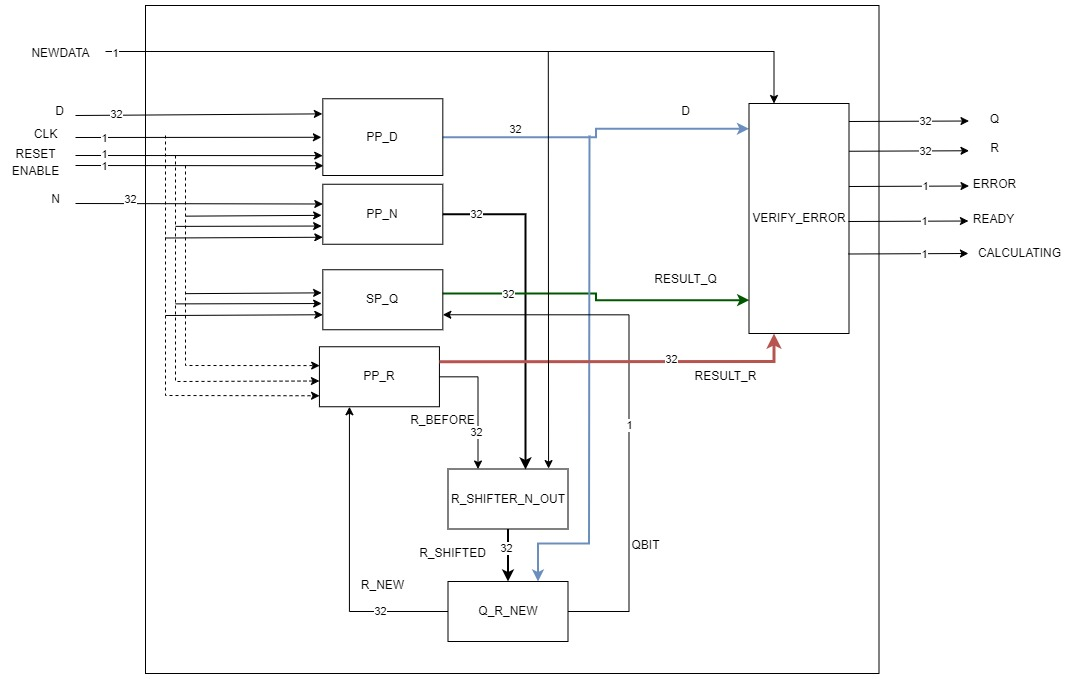 NEWDATA
1
D
32
CLK
1
RESET
1
ENABLE
1
N
32
PP_D
32
D
PP_N
32
SP_Q
32
RESULT_Q
PP_R
32
RESULT_R
R_BEFORE
32
1
R_SHIFTER_N_OUT
R_SHIFTED
32
QBIT
R_NEW
32
Q_R_NEW
VERIFY_ERROR
32
Q
32
R
1
ERROR
1
READY
1
CALCULATING